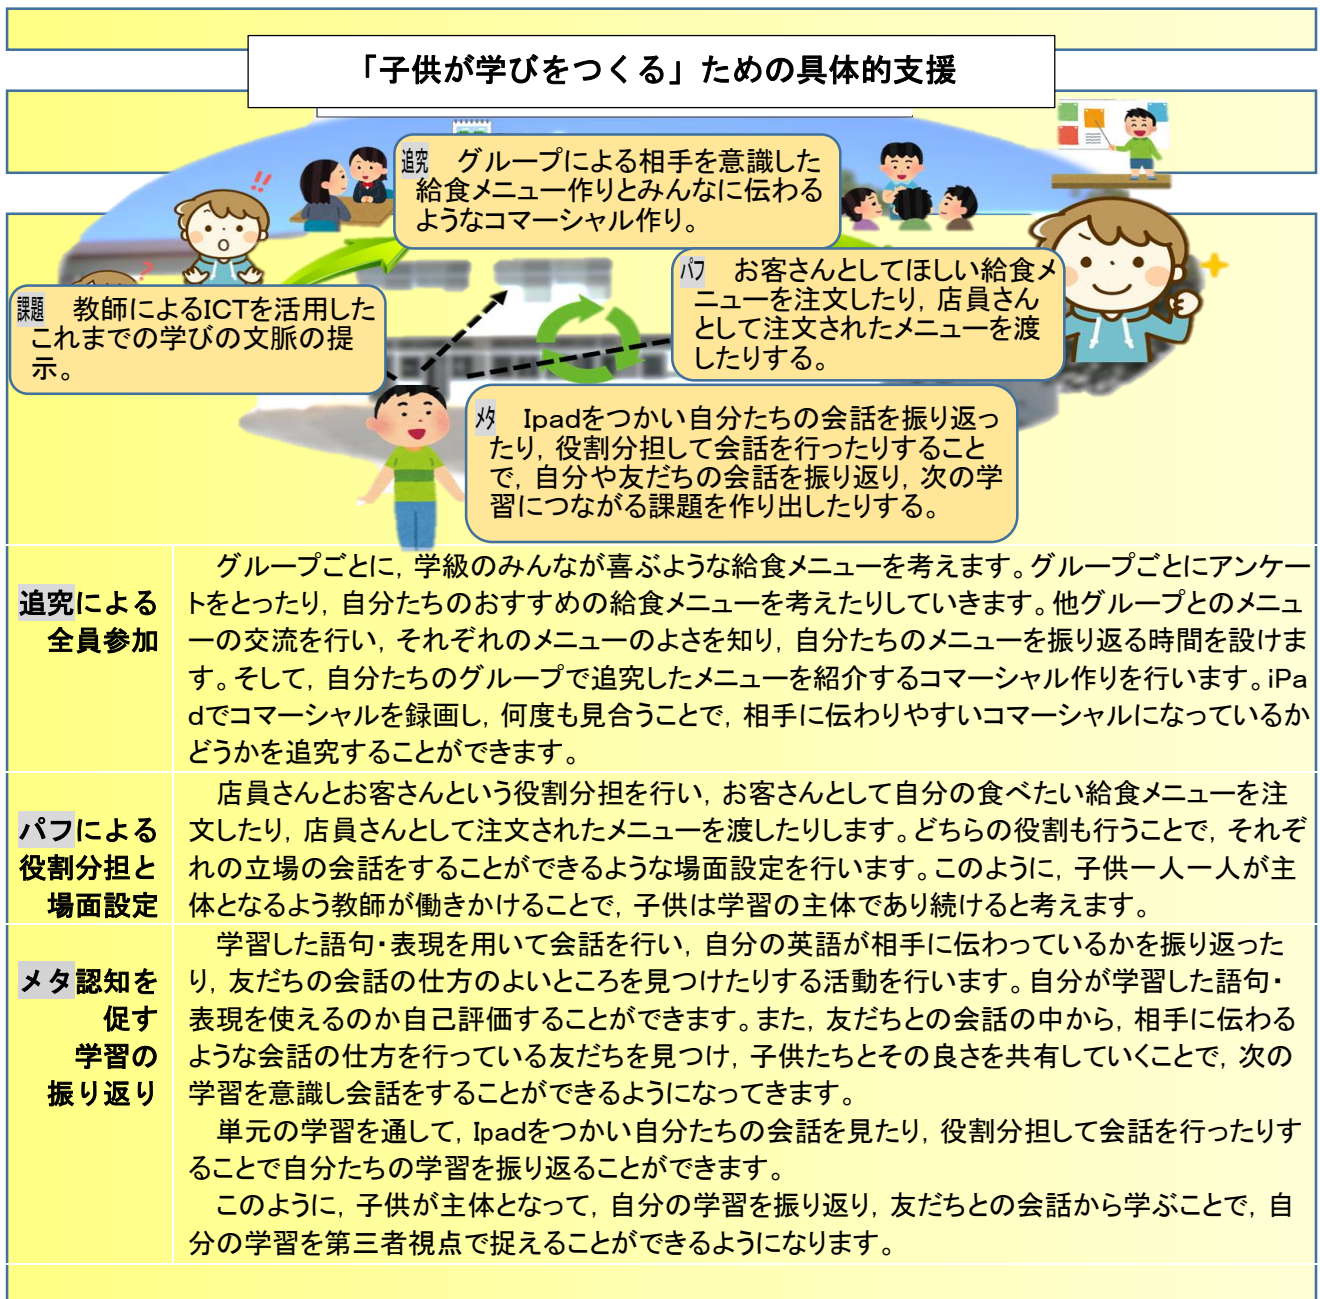 「子供が学びをつくる」ための具体的支援
追究　グループによる相手を意識した
給食メニュー作りとみんなに伝わる
ようなコマーシャル作り。
!!
?
パフ　お客さんとしてほしい給食メ
ニューを注文したり，店員さん
として注文されたメニューを渡
したりする。
課題　教師によるICTを活用した
これまでの学びの文脈の提
示。
メタ　Ipadをつかい自分たちの会話を振り返っ
たり，役割分担して会話を行ったりすること
で，自分や友だちの会話を振り返り，次の学
習につながる課題を作り出したりする。
追究による
全員参加
グループごとに，学級のみんなが喜ぶような給食メニューを考えます。グループごとにアンケー
トをとったり，自分たちのおすすめの給食メニューを考えたりしていきます。他グループとのメニュ
ーの交流を行い，それぞれのメニューのよさを知り，自分たちのメニューを振り返る時間を設けま
す。そして，自分たちのグループで追究したメニューを紹介するコマーシャル作りを行います。iPa
dでコマーシャルを録画し，何度も見合うことで，相手に伝わりやすいコマーシャルになっているか
どうかを追究することができます。
パフによる
役割分担と
場面設定
店員さんとお客さんという役割分担を行い，お客さんとして自分の食べたい給食メニューを注
文したり，店員さんとして注文されたメニューを渡したりします。どちらの役割も行うことで，それぞ
れの立場の会話をすることができるような場面設定を行います。このように，子供一人一人が主
体となるよう教師が働きかけることで，子供は学習の主体であり続けると考えます。
メタ認知を
促す
学習の
振り返り
学習した語句・表現を用いて会話を行い，自分の英語が相手に伝わっているかを振り返った
り，友だちの会話の仕方のよいところを見つけたりする活動を行います。自分が学習した語句・
表現を使えるのか自己評価することができます。また，友だちとの会話の中から，相手に伝わる
ような会話の仕方を行っている友だちを見つけ，子供たちとその良さを共有していくことで，次の
学習を意識し会話をすることができるようになってきます。
単元の学習を通して，Ipadをつかい自分たちの会話を見たり，役割分担して会話を行ったりす
ることで自分たちの学習を振り返ることができます。
このように，子供が主体となって，自分の学習を振り返り，友だちとの会話から学ぶことで，自
分の学習を第三者視点で捉えることができるようになります。